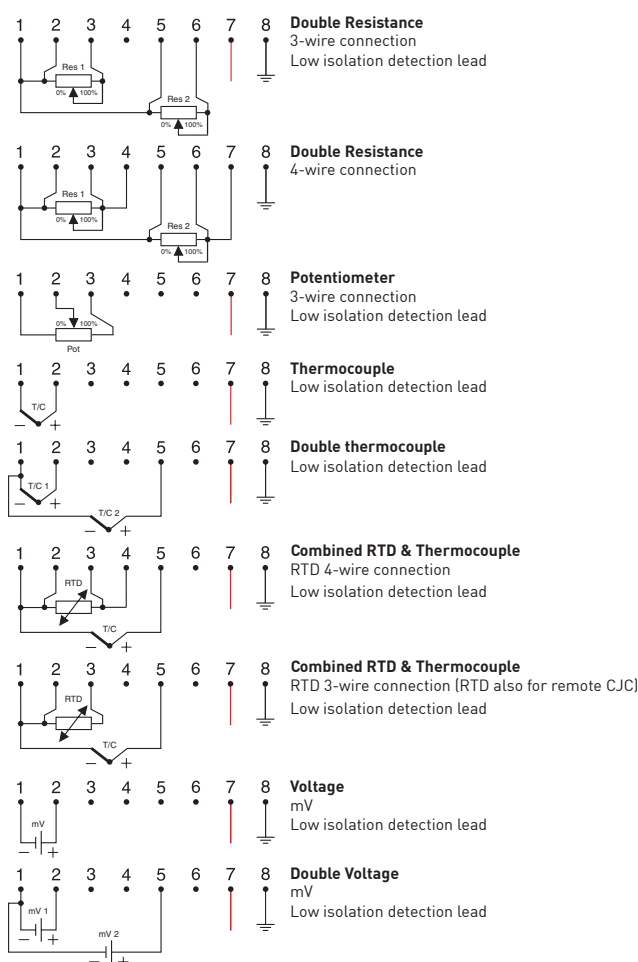 1 2 3 4 5 6 7 8
Double Resistance
3-wire connection
Low isolation detection lead
Res 1
0% 100%
Res 2
0% 100%
1 2 3 4 5 6 7 8
Double Resistance
4-wire connection
Res 1
0% 100%
Res 2
0% 100%
1 2 3 4 5 6 7 8
Potentiometer
3-wire connection
Low isolation detection lead
0% 100%
Pot
1 2 3 4 5 6 7 8
Thermocouple
Low isolation detection lead
T/C
– +
1 2 3 4 5 6 7 8
Double thermocouple
Low isolation detection lead
T/C 1
– +
T/C 2
– +
1 2 3 4 5 6 7 8
Combined RTD & Thermocouple
RTD 4-wire connection
Low isolation detection lead
RTD
T/C
– +
1 2 3 4 5 6 7 8
Combined RTD & Thermocouple
RTD 3-wire connection (RTD also for remote CJC)
Low isolation detection lead
RTD
T/C
– +
1 2 3 4 5 6 7 8
Voltage
mV
Low isolation detection lead
mV
– +
1 2 3 4 5 6 7 8
Double Voltage
mV
Low isolation detection lead
mV 1
– +
mV 2
– +